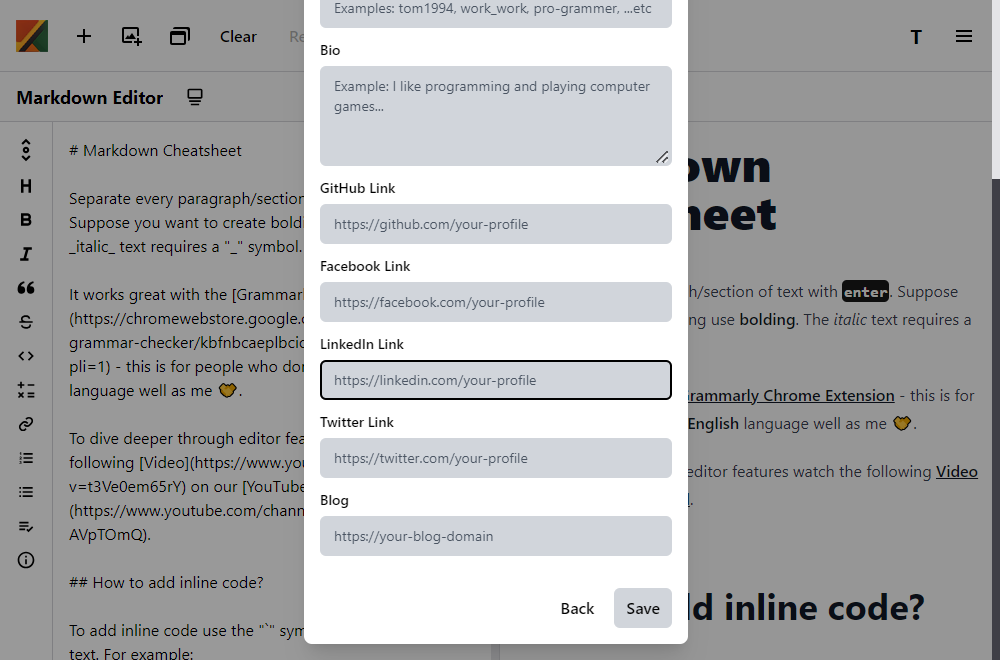 Clear
Re
T
Markdown Editor
Examples: tom1994, work_work, pro-grammer, ...etc
Bio
Example: I like programming and playing computer
games...
GitHub Link
https://github.com/your-profile
Facebook Link
https://facebook.com/your-profile
LinkedIn Link
https://linkedin.com/your-profile
Twitter Link
https://twitter.com/your-profile
Blog
https://your-blog-domain
Back
Save
# Markdown Cheatsheet
Separate every paragraph/section
Suppose you want to create boldi
_italic_ text requires a "_" symbol.
It works great with the [Grammar
(https://chromewebstore.google.c
grammar-checker/kbfnbcaeplbcio
pli=1) - this is for people who don
language well as me
.
To dive deeper through editor fea
following [Video](https://www.you
v=t3Ve0em65rY) on our [YouTube
(https://www.youtube.com/chann
AVpTOmQ).
## How to add inline code?
To add inline code use the "`" sym
text. For example:
own
heet
h/section of text with enter. Suppose
ng use bolding. The italic text requires a
Grammarly Chrome Extension - this is for
English language well as me
.
editor features watch the following Video
l.
dd inline code?